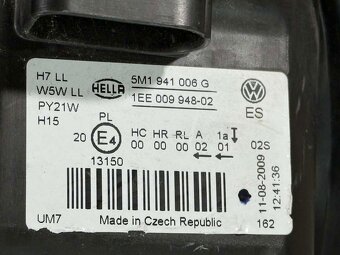 H7 LL
W5W LL
PY21W
H15
HELLA
5M1 941 006 G
1EE 009 948-02
ES
PL
20 E4
13150
HC HR RL A 1a
00 00 00 02 01 02S
11-08-2009
12:41:36
UM7
Made in Czech Republic
162